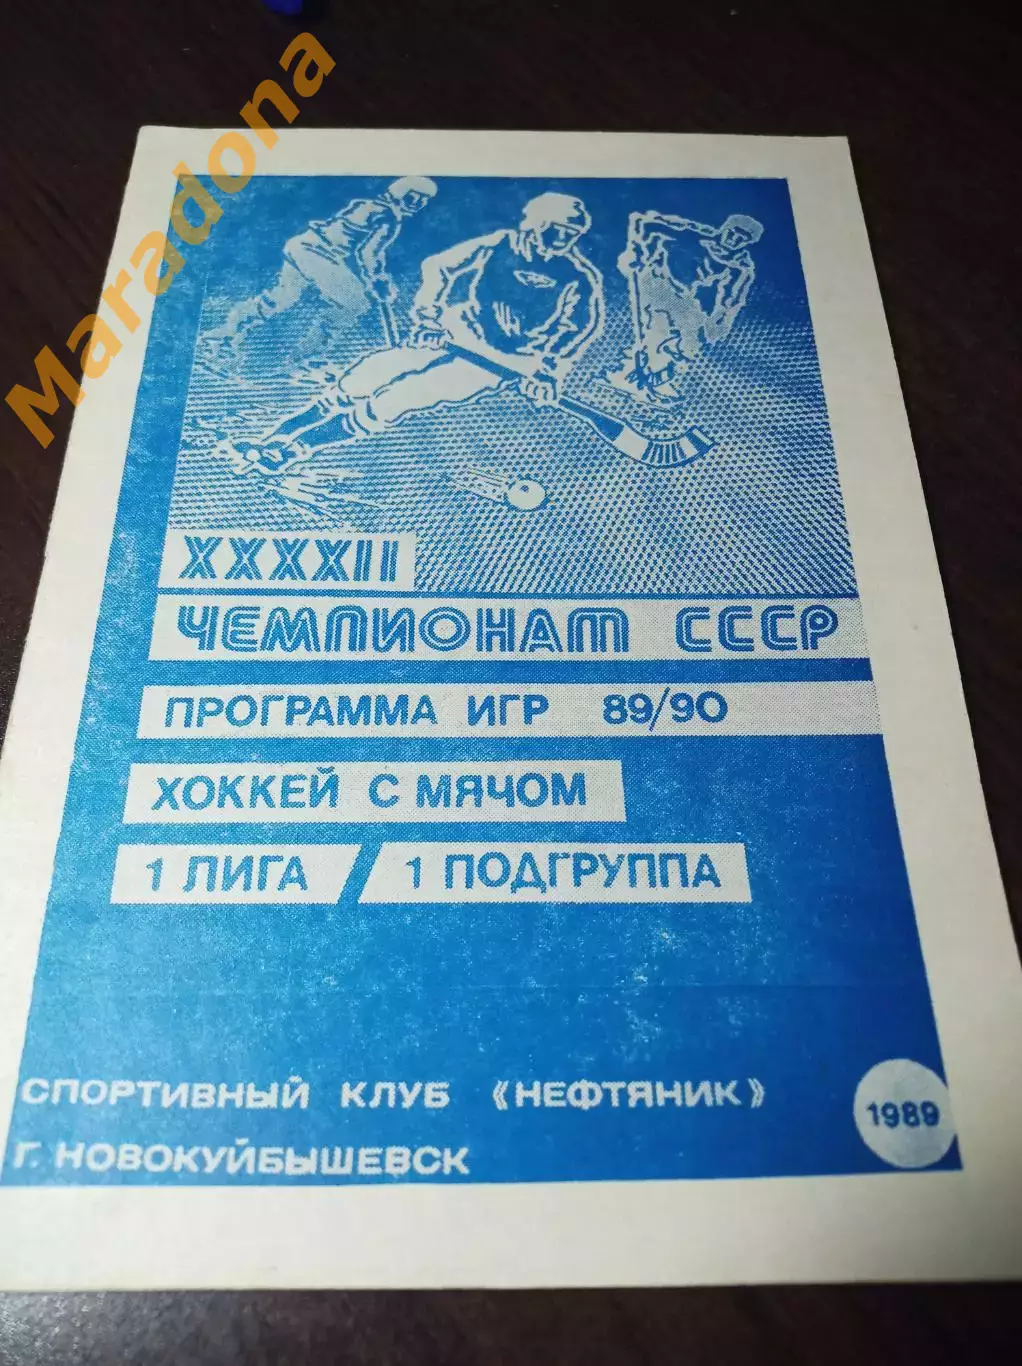 Maradona
XXXXII
ЧЕМПИОНАТ СССР
ПРОГРАММА ИГР 89/90
ХОККЕЙ С МЯЧОМ
1 ЛИГА / 1 ПОДГРУППА
СПОРТИВНЫЙ КЛУБ «НЕФТЯНИК»
Г. НОВОКУЙБЫШЕВСК
1989